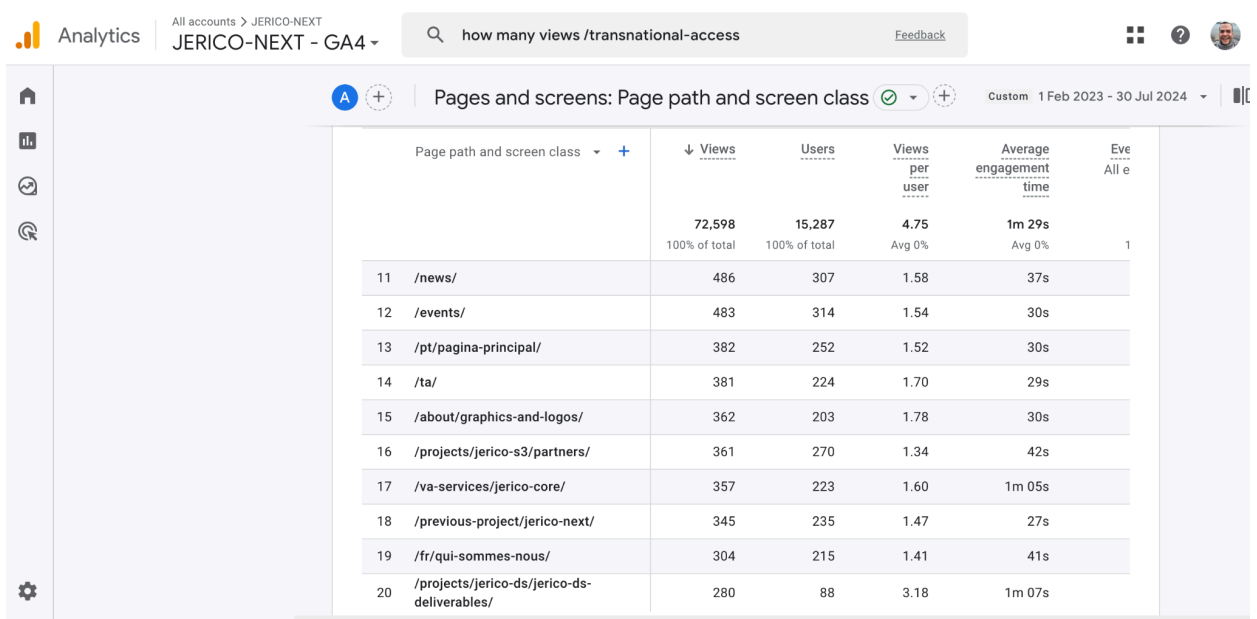 All accounts > JERICO-NEXT
Analytics
JERICO-NEXT - GA4
how many views /transnational-access
Feedback
A
Pages and screens: Page path and screen class
Custom 1 Feb 2023 - 30 Jul 2024
Page path and screen class
Views Users Views per user Average engagement time Eve
All e
72,598 15,287 4.75 1m 29s
100% of total 100% of total Avg 0% Avg 0% 1
11 /news/ 486 307 1.58 37s
12 /events/ 483 314 1.54 30s
13 /pt/pagina-principal/ 382 252 1.52 30s
14 /ta/ 381 224 1.70 29s
15 /about/graphics-and-logos/ 362 203 1.78 30s
16 /projects/jerico-s3/partners/ 361 270 1.34 42s
17 /va-services/jerico-core/ 357 223 1.60 1m 05s
18 /previous-project/jerico-next/ 345 235 1.47 27s
19 /fr/qui-sommes-nous/ 304 215 1.41 41s
20 /projects/jerico-ds/jerico-ds-
deliverables/ 280 88 3.18 1m 07s